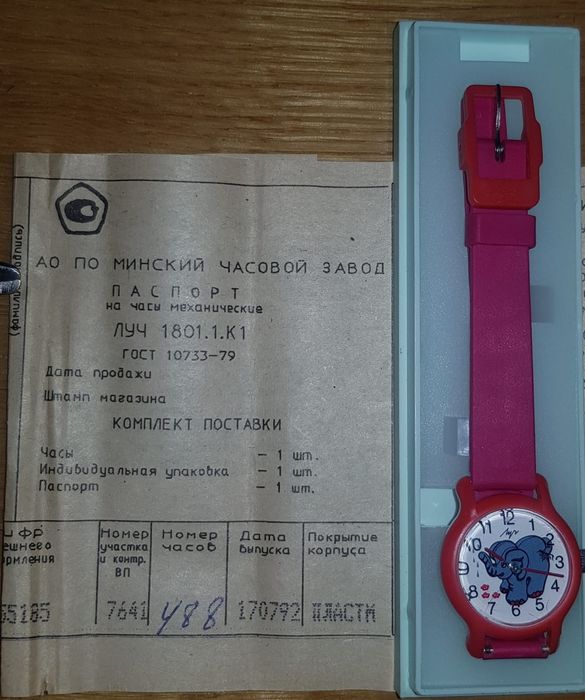 АО ПО МИНСКИЙ ЧАСОВОЙ ЗАВОД
ПАСПОРТ
на часы механические
ЛУЧ 1801.1.К1
ГОСТ 10733-79
Дата продажи
Штамп магазина
КОМПЛЕКТ ПОСТАВКИ
Часы – 1 шт.
Индивидуальная упаковка – 1 шт.
Паспорт – 1 шт.
Номер участка и контр. ВП
Номер часов
Дата выпуска
Покрытие корпуса
55185 7641 488 170792 ПЛАСТМ
Луч
12 1 2 3 4 5 6 7 8 9 10 11